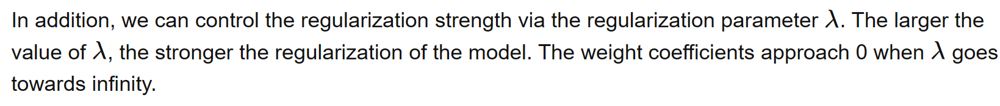 In addition, we can control the regularization strength via the regularization parameter λ. The larger the
value of λ, the stronger the regularization of the model. The weight coefficients approach 0 when λ goes
towards infinity.